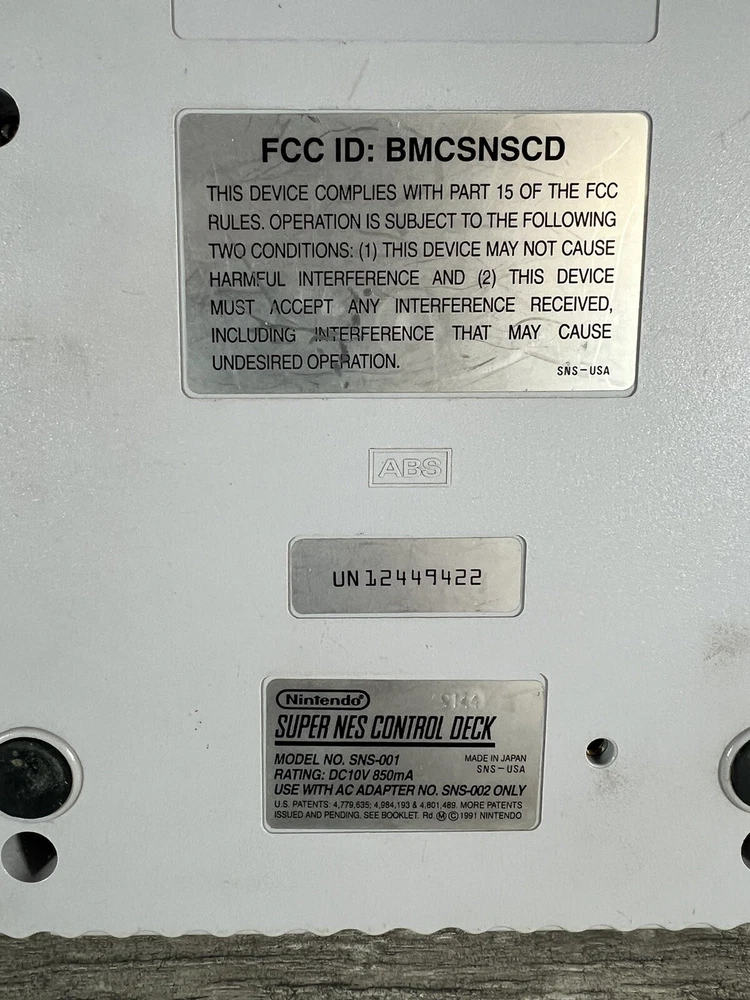 FCC ID: BMCSNSCD
THIS DEVICE COMPLIES WITH PART 15 OF THE FCC
RULES. OPERATION IS SUBJECT TO THE FOLLOWING
TWO CONDITIONS: (1) THIS DEVICE MAY NOT CAUSE
HARMFUL INTERFERENCE AND (2) THIS DEVICE
MUST ACCEPT ANY INTERFERENCE RECEIVED,
INCLUDING INTERFERENCE THAT MAY CAUSE
UNDESIRED OPERATION.
SNS-USA
ABS
UN12449422
Nintendo®
SUPER NES CONTROL DECK
MODEL NO. SNS-001
MADE IN JAPAN
RATING: DC10V 850mA
SNS-USA
USE WITH AC ADAPTER NO. SNS-002 ONLY
U.S. PATENTS: 4,779,635; 4,984,193 & 4,801,489. MORE PATENTS
ISSUED AND PENDING. SEE BOOKLET. Rd. Ⓜ © 1991 NINTENDO